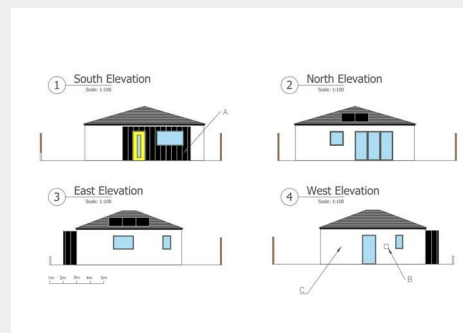 1 South Elevation
Scale: 1:100
A
2 North Elevation
Scale: 1:100
3 East Elevation
Scale: 1:100
4 West Elevation
Scale: 1:100
B
C
1m 2m 3m 4m 5m